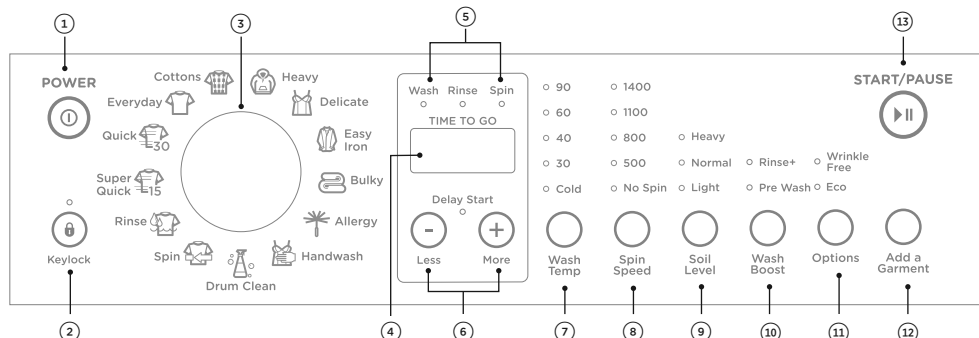 1
5
13
3
POWER
START/PAUSE
Cottons
Heavy
Everyday
Delicate
Quick
30
Easy
Iron
Super
Quick
15
Bulky
Rinse
Allergy
Spin
Handwash
Drum Clean
Keylock
Wash Rinse Spin
TIME TO GO
Delay Start
- +
Less More
90
60
40
30
Cold
1400
1100
800
500
No Spin
Heavy
Normal
Light
Rinse+
Pre Wash
Wrinkle
Free
Eco
Wash
Temp
Spin
Speed
Soil
Level
Wash
Boost
Options
Add a
Garment
2
4
6
7
8
9
10
11
12